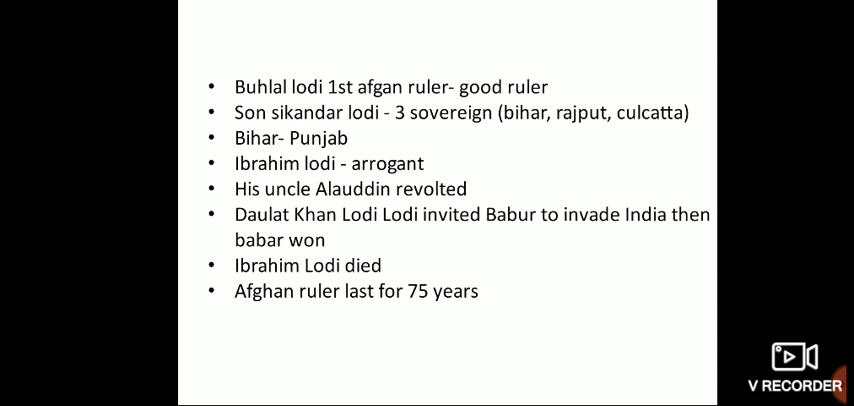 • Buhlal lodi 1st afgan ruler- good ruler
• Son sikandar lodi - 3 sovereign (bihar, rajput, culcatta)
• Bihar- Punjab
• Ibrahim lodi - arrogant
• His uncle Alauddin revolted
• Daulat Khan Lodi Lodi invited Babur to invade India then
babar won
• Ibrahim Lodi died
• Afghan ruler last for 75 years
V RECORDER